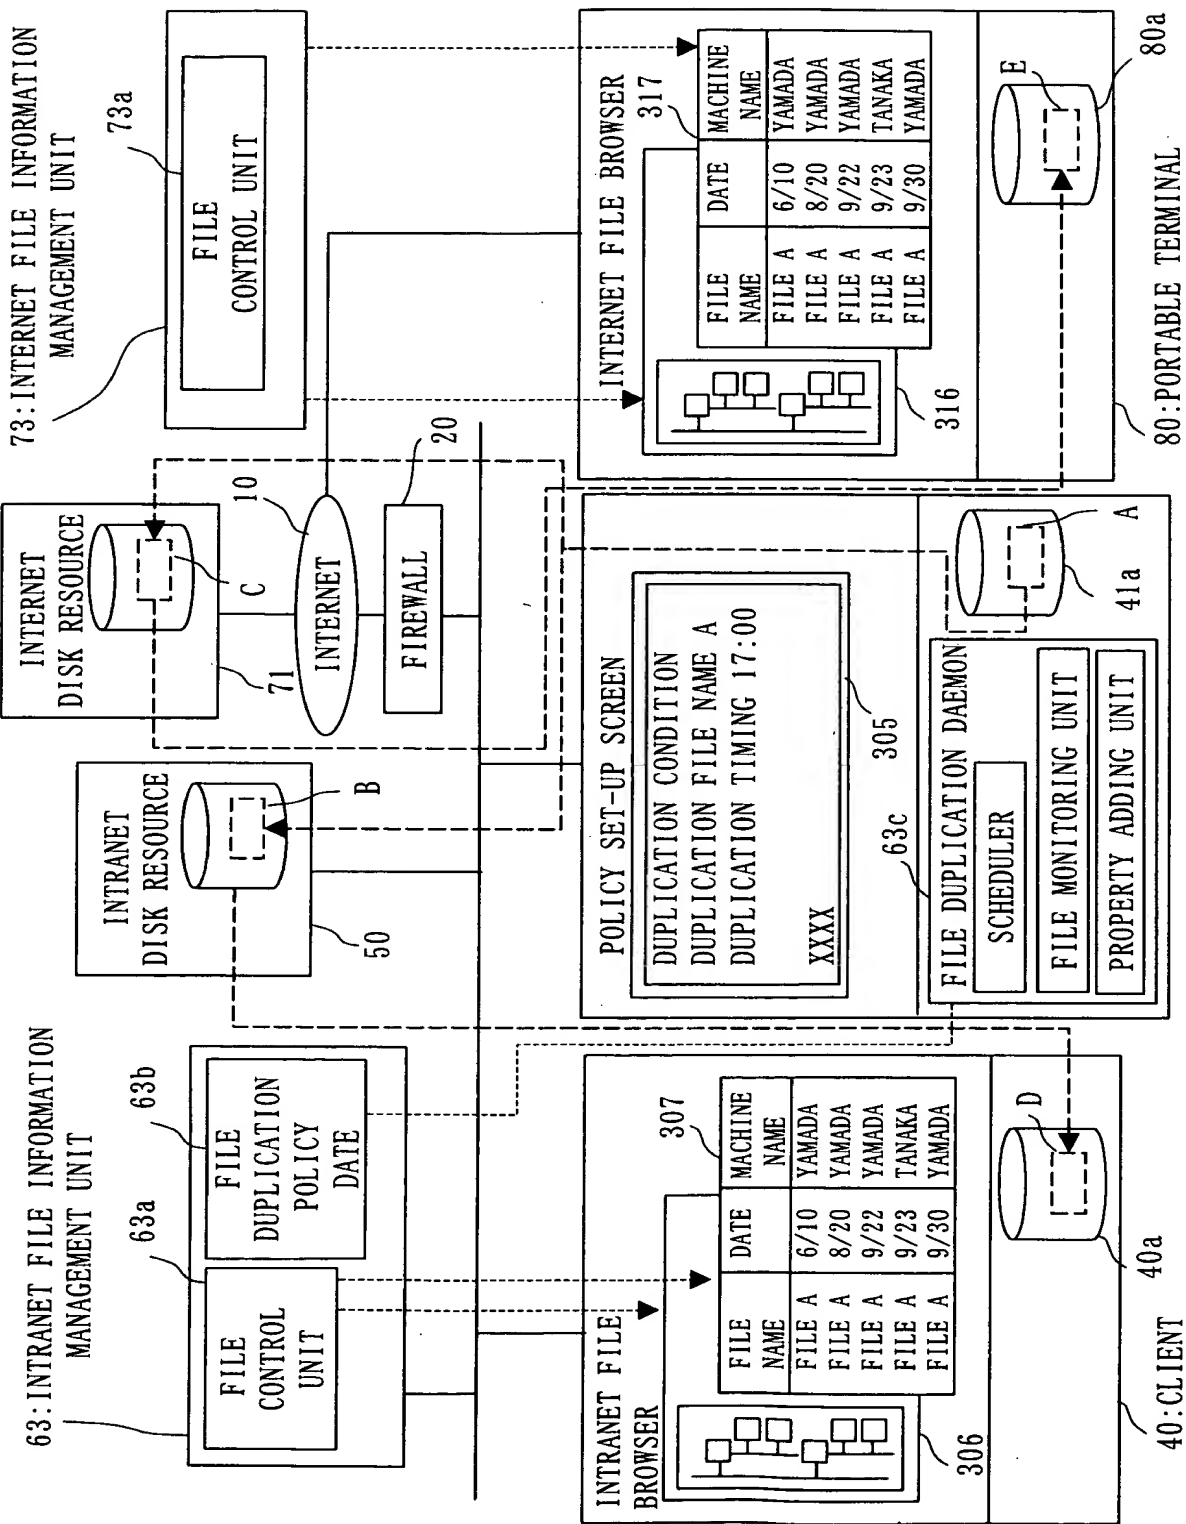 63:INTRANET FILE INFORMATION
MANAGEMENT UNIT
63a
63b
FILE
CONTROL
UNIT
FILE
DUPLICATION
POLICY
DATE
INTRANET
DISK RESOURCE
B
50
INTERNET
DISK RESOURCE
C
71
10
INTERNET
20
FIREWALL
73:INTERNET FILE INFORMATION
MANAGEMENT UNIT
73a
FILE
CONTROL UNIT
INTRANET FILE
BROWSER
307
FILE NAME DATE MACHINE NAME
FILE A 6/10 YAMADA
FILE A 8/20 YAMADA
FILE A 9/22 YAMADA
FILE A 9/23 TANAKA
FILE A 9/30 YAMADA
306
D
40a
40:CLIENT
POLICY SET-UP SCREEN
DUPLICATION CONDITION
DUPLICATION FILE NAME A
DUPLICATION TIMING 17:00
XXXX
305
63c
FILE DUPLICATION DAEMON
SCHEDULER
FILE MONITORING UNIT
PROPERTY ADDING UNIT
A
41a
INTERNET FILE BROWSER
317
FILE NAME DATE MACHINE NAME
FILE A 6/10 YAMADA
FILE A 8/20 YAMADA
FILE A 9/22 YAMADA
FILE A 9/23 TANAKA
FILE A 9/30 YAMADA
316
E
80a
80:PORTABLE TERMINAL